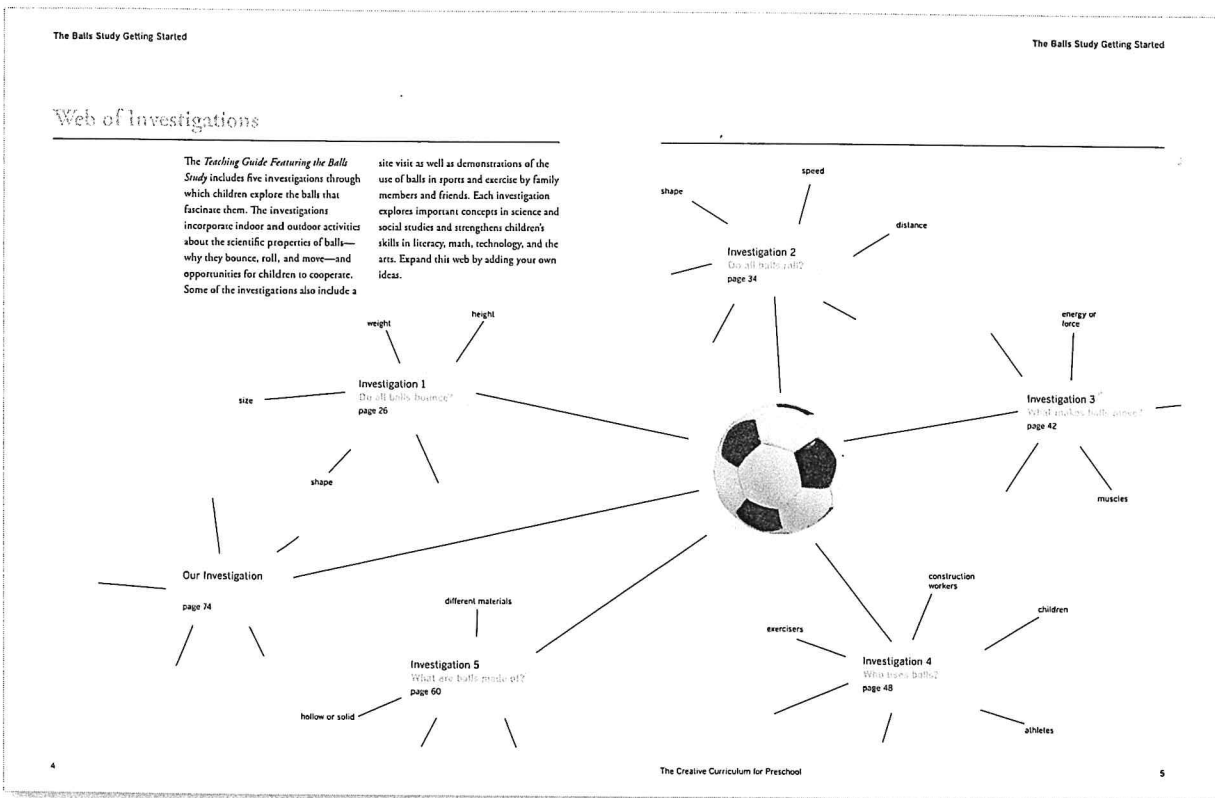 The Balls Study Getting Started
The Balls Study Getting Started
Web of Investigations
The Teaching Guide Featuring the Balls
Study includes five investigations through
which children explore the balls that
fascinate them. The investigations
incorporate indoor and outdoor activities
about the scientific properties of balls—
why they bounce, roll, and move—and
opportunities for children to cooperate.
Some of the investigations also include a
site visit as well as demonstrations of the
use of balls in sports and exercise by family
members and friends. Each investigation
explores important concepts in science and
social studies and strengthens children's
skills in literacy, math, technology, and the
arts. Expand this web by adding your own
ideas.
speed
shape
distance
Investigation 2
Do all balls roll?
page 34
weight
height
size
Investigation 1
Do all balls bounce?
page 26
shape
energy or
force
Investigation 3
What makes balls move?
page 42
muscles
Our Investigation
page 74
different materials
Investigation 5
What are balls made of?
page 60
hollow or solid
construction
workers
children
exercisers
Investigation 4
Who uses balls?
page 48
athletes
4
The Creative Curriculum for Preschool
5